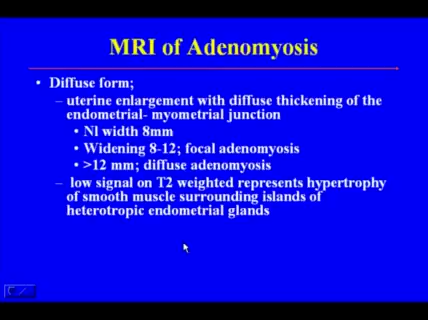 MRI of Adenomyosis
• Diffuse form;
– uterine enlargement with diffuse thickening of the
endometrial- myometrial junction
• Nl width 8mm
• Widening 8-12; focal adenomyosis
• >12 mm; diffuse adenomyosis
– low signal on T2 weighted represents hypertrophy
of smooth muscle surrounding islands of
heterotropic endometrial glands